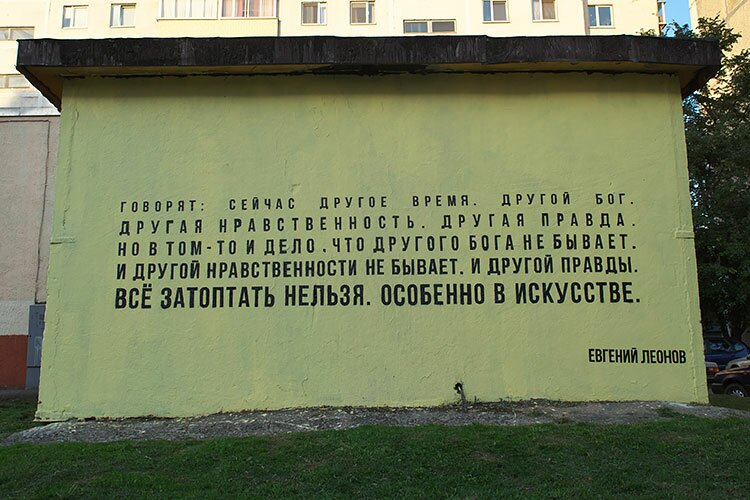 ГОВОРЯТ: СЕЙЧАС ДРУГОЕ ВРЕМЯ. ДРУГОЙ БОГ.
ДРУГАЯ НРАВСТВЕННОСТЬ. ДРУГАЯ ПРАВДА.
НО В ТОМ-ТО И ДЕЛО, ЧТО ДРУГОГО БОГА НЕ БЫВАЕТ.
И ДРУГОЙ НРАВСТВЕННОСТИ НЕ БЫВАЕТ. И ДРУГОЙ ПРАВДЫ.
ВСЁ ЗАТОПТАТЬ НЕЛЬЗЯ. ОСОБЕННО В ИСКУССТВЕ.
ЕВГЕНИЙ ЛЕОНОВ